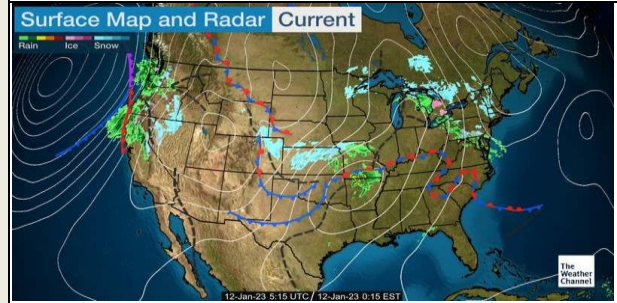 Surface Map and Radar Current
Rain Ice Snow
The
Weather
Channel
12-Jan-23 5:15 UTC / 12-Jan-23 0:15 EST